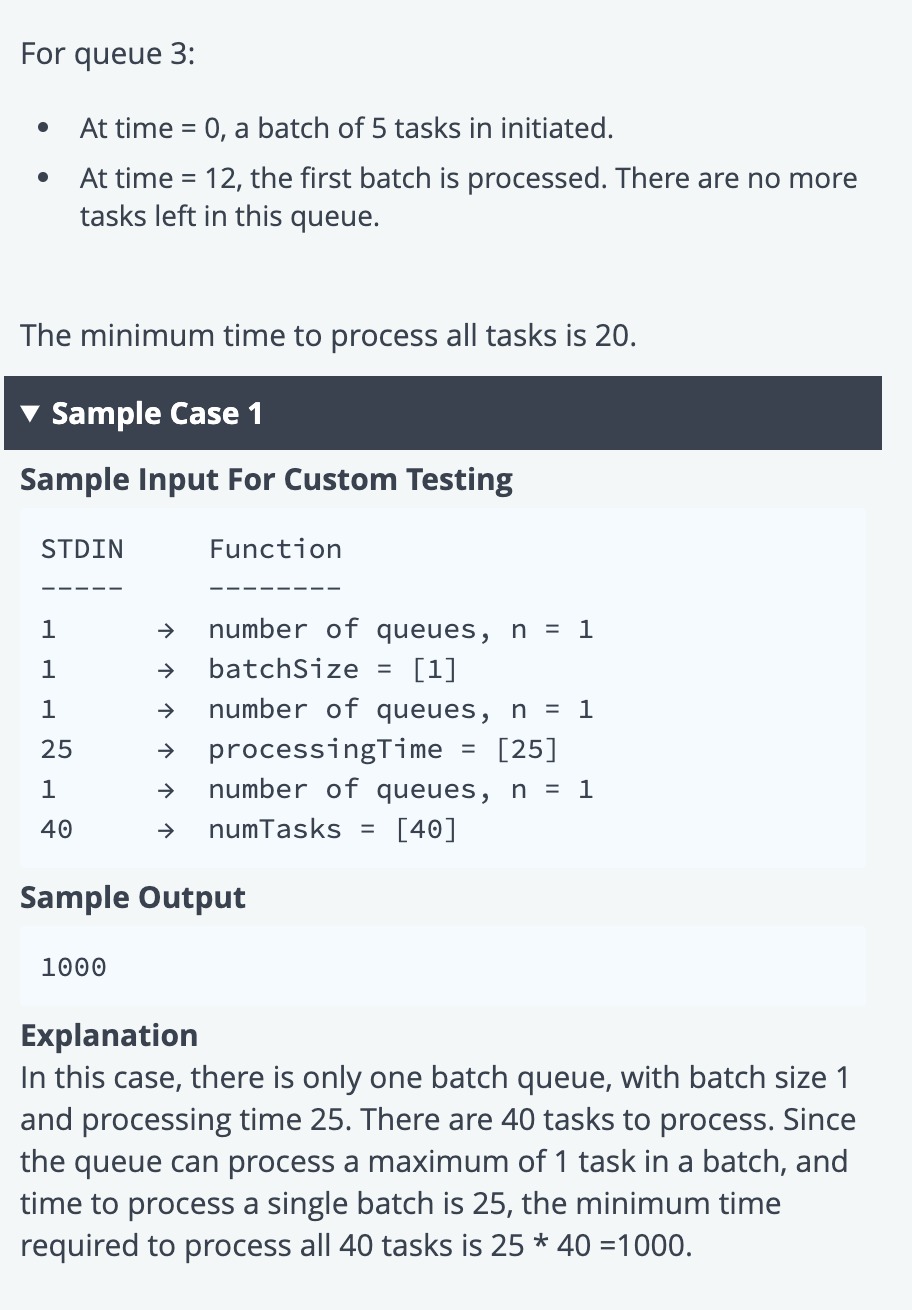 For queue 3:
• At time = 0, a batch of 5 tasks in initiated.
• At time = 12, the first batch is processed. There are no more
tasks left in this queue.
The minimum time to process all tasks is 20.
▼ Sample Case 1
Sample Input For Custom Testing
STDIN Function
----- --------
1 → number of queues, n = 1
1 → batchSize = [1]
1 → number of queues, n = 1
25 → processingTime = [25]
1 → number of queues, n = 1
40 → numTasks = [40]
Sample Output
1000
Explanation
In this case, there is only one batch queue, with batch size 1
and processing time 25. There are 40 tasks to process. Since
the queue can process a maximum of 1 task in a batch, and
time to process a single batch is 25, the minimum time
required to process all 40 tasks is 25 * 40 =1000.